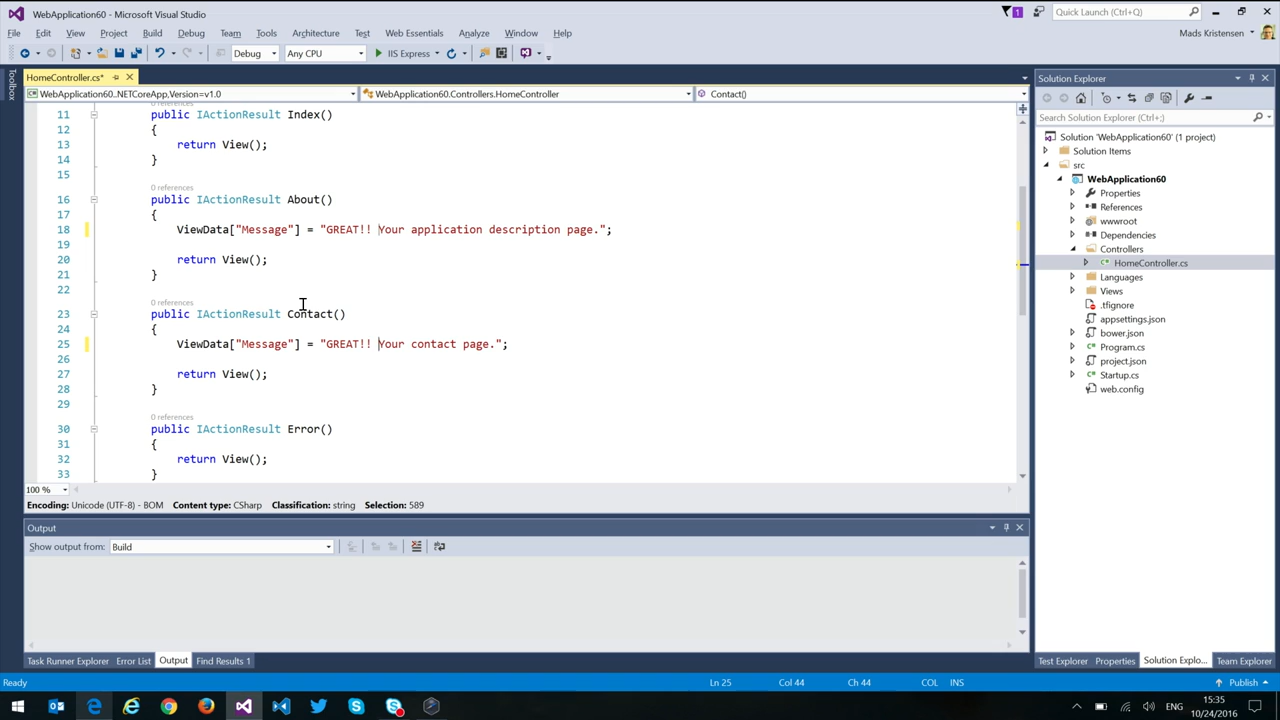 WebApplication60 - Microsoft Visual Studio
1
Quick Launch (Ctrl+Q)
File Edit View Project Build Debug Team Tools Architecture Test Web Essentials Analyze Window Help
Mads Kristensen
Debug Any CPU IIS Express
Toolbox
HomeController.cs*
WebApplication60..NETCoreApp,Version=v1.0 WebApplication60.Controllers.HomeController Contact()
0 references
11 public IActionResult Index()
12 {
13 return View();
14 }
15
0 references
16 public IActionResult About()
17 {
18 ViewData["Message"] = "GREAT!! Your application description page.";
19
20 return View();
21 }
22
0 references
23 public IActionResult Contact()
24 {
25 ViewData["Message"] = "GREAT!! Your contact page.";
26
27 return View();
28 }
29
0 references
30 public IActionResult Error()
31 {
32 return View();
33 }
100 %
Encoding: Unicode (UTF-8) - BOM Content type: CSharp Classification: string Selection: 589
Output
Show output from: Build
Task Runner Explorer Error List Output Find Results 1
Solution Explorer
Search Solution Explorer (Ctrl+;)
Solution 'WebApplication60' (1 project)
Solution Items
src
WebApplication60
Properties
References
wwwroot
Dependencies
Controllers
HomeController.cs
Languages
Views
.tfignore
appsettings.json
bower.json
Program.cs
project.json
Startup.cs
web.config
Test Explorer Properties Solution Explo... Team Explorer
Ready Ln 25 Col 44 Ch 44 COL INS Publish
ENG 15:35
10/24/2016